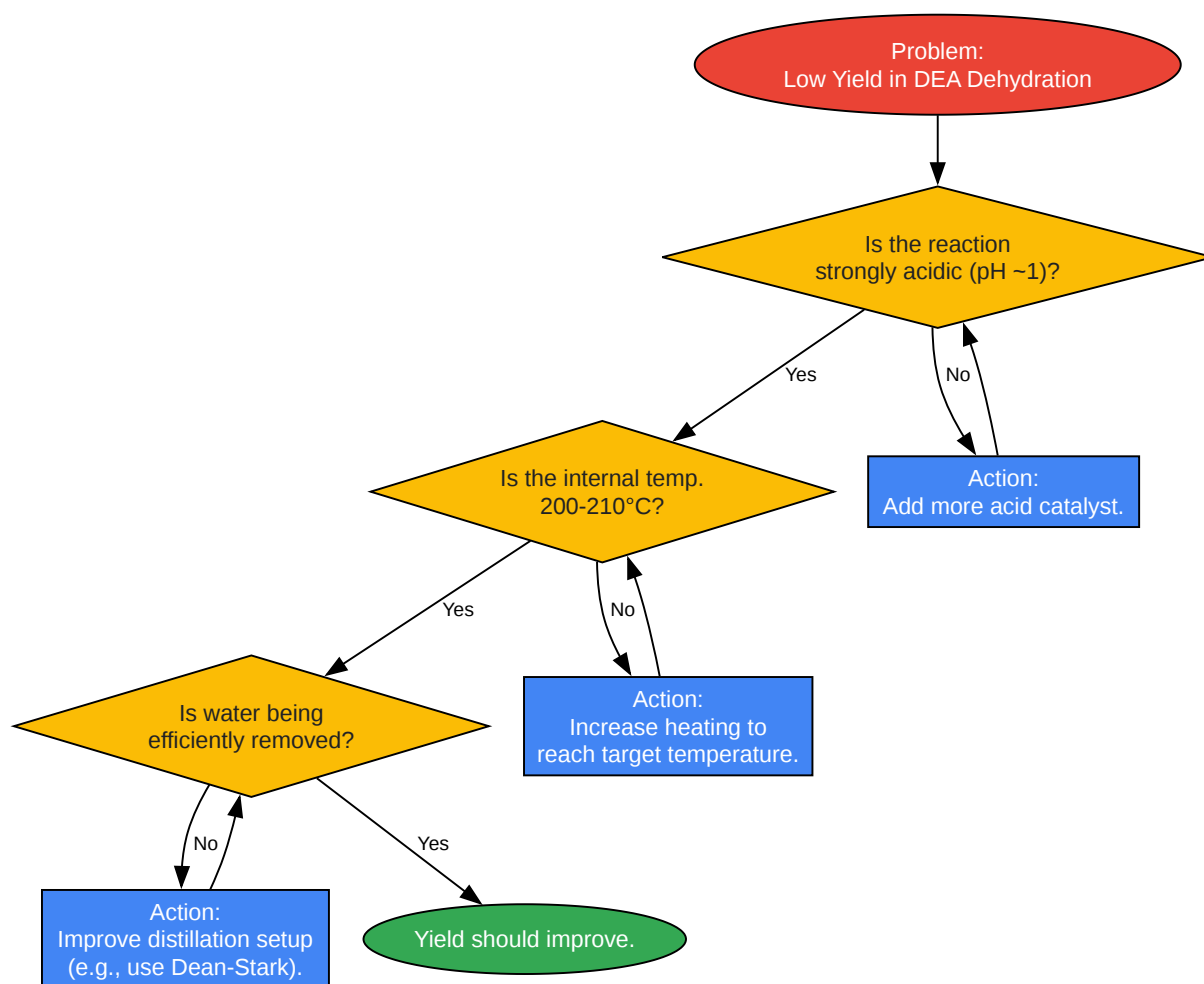 Problem:
Low Yield in DEA Dehydration
Is the reaction
strongly acidic (pH ~1)?
Yes
No
Is the internal temp.
200-210°C?
Action:
Add more acid catalyst.
Yes
No
Is water being
efficiently removed?
Action:
Increase heating to
reach target temperature.
No
Yes
Action:
Improve distillation setup
(e.g., use Dean-Stark).
Yield should improve.